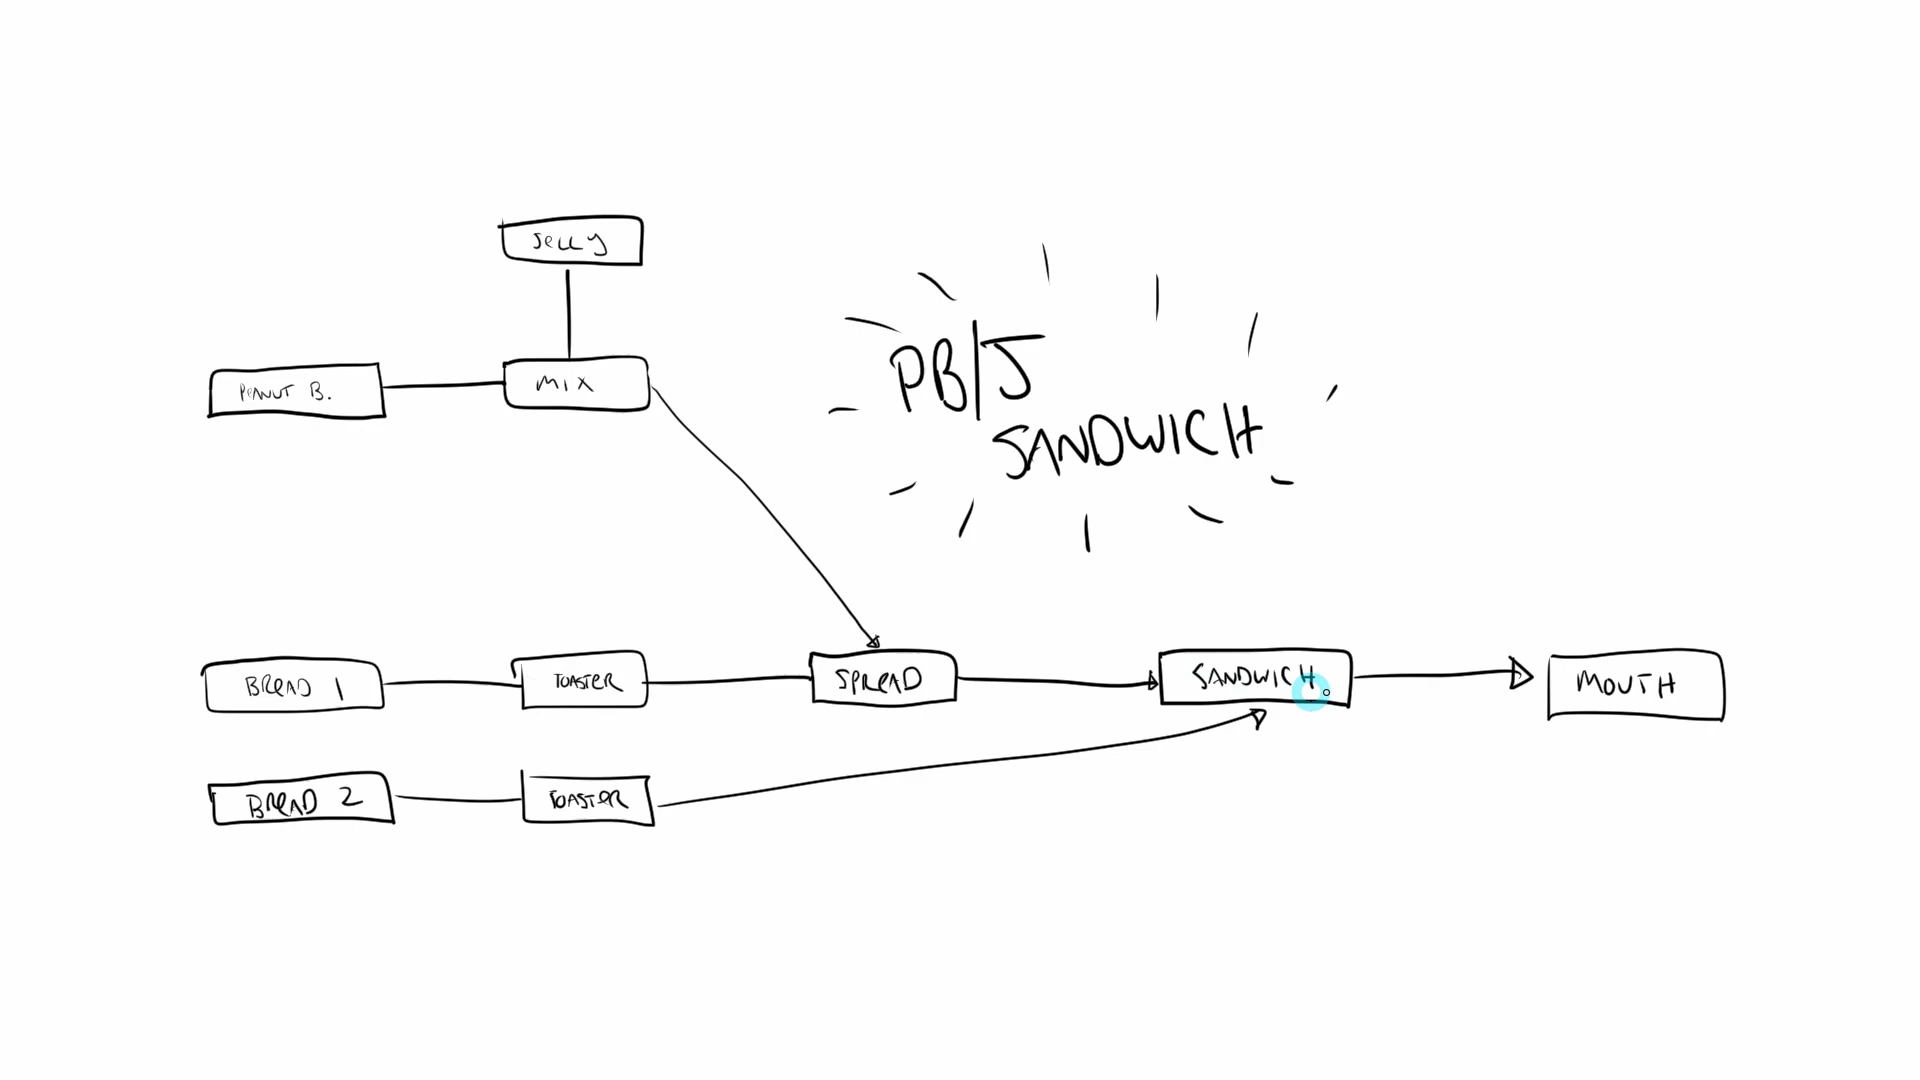 JELLY
PEANUT B.
MIX
PB|J
SANDWICH
BREAD 1
TOASTER
SPREAD
SANDWICH
MOUTH
BREAD 2
TOASTER